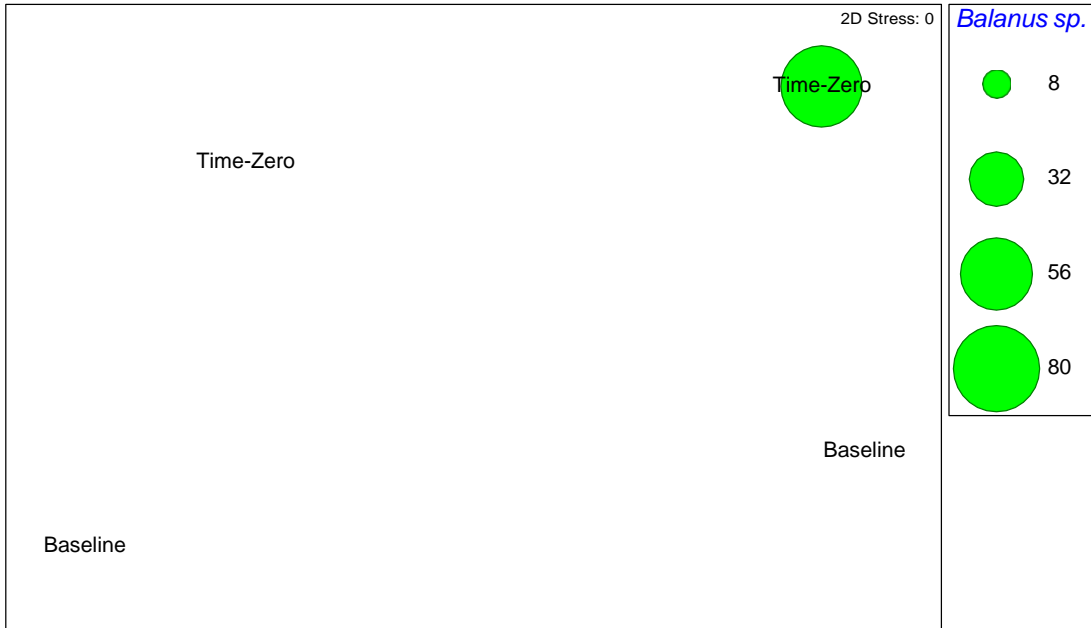 2D Stress: 0
Time-Zero
Time-Zero
Baseline
Baseline
Balanus sp.
8
32
56
80